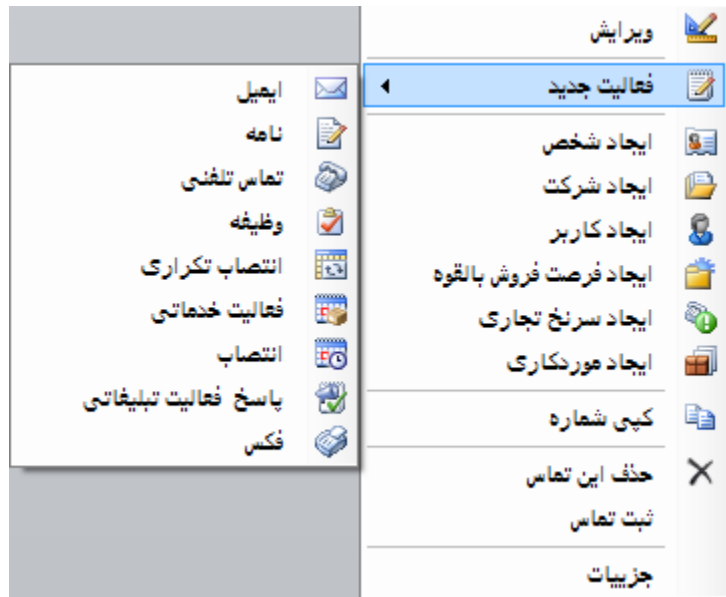 ویرایش
فعالیت جدید
ایجاد شخص
ایجاد شرکت
ایجاد کاربر
ایجاد فرصت فروش بالقوه
ایجاد سرنخ تجاری
ایجاد موردکاری
کپی شماره
حذف این تماس
ثبت تماس
جزییات
ایمیل
نامه
تماس تلفنی
وظیفه
انتصاب تکراری
فعالیت خدماتی
انتصاب
پاسخ فعالیت تبلیغاتی
فکس